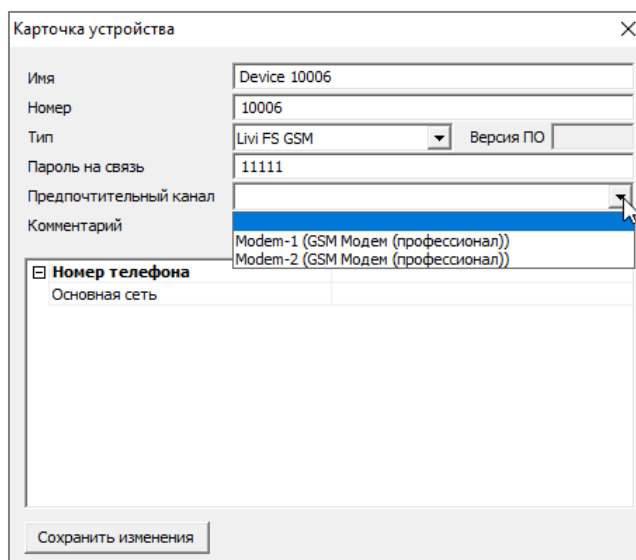 Карточка устройства
Имя Device 10006
Номер 10006
Тип Livi FS GSM Версия ПО
Пароль на связь 11111
Предпочтительный канал
Комментарий
Modem-1 (GSM Модем (профессионал))
Modem-2 (GSM Модем (профессионал))
Номер телефона
Основная сеть
Сохранить изменения